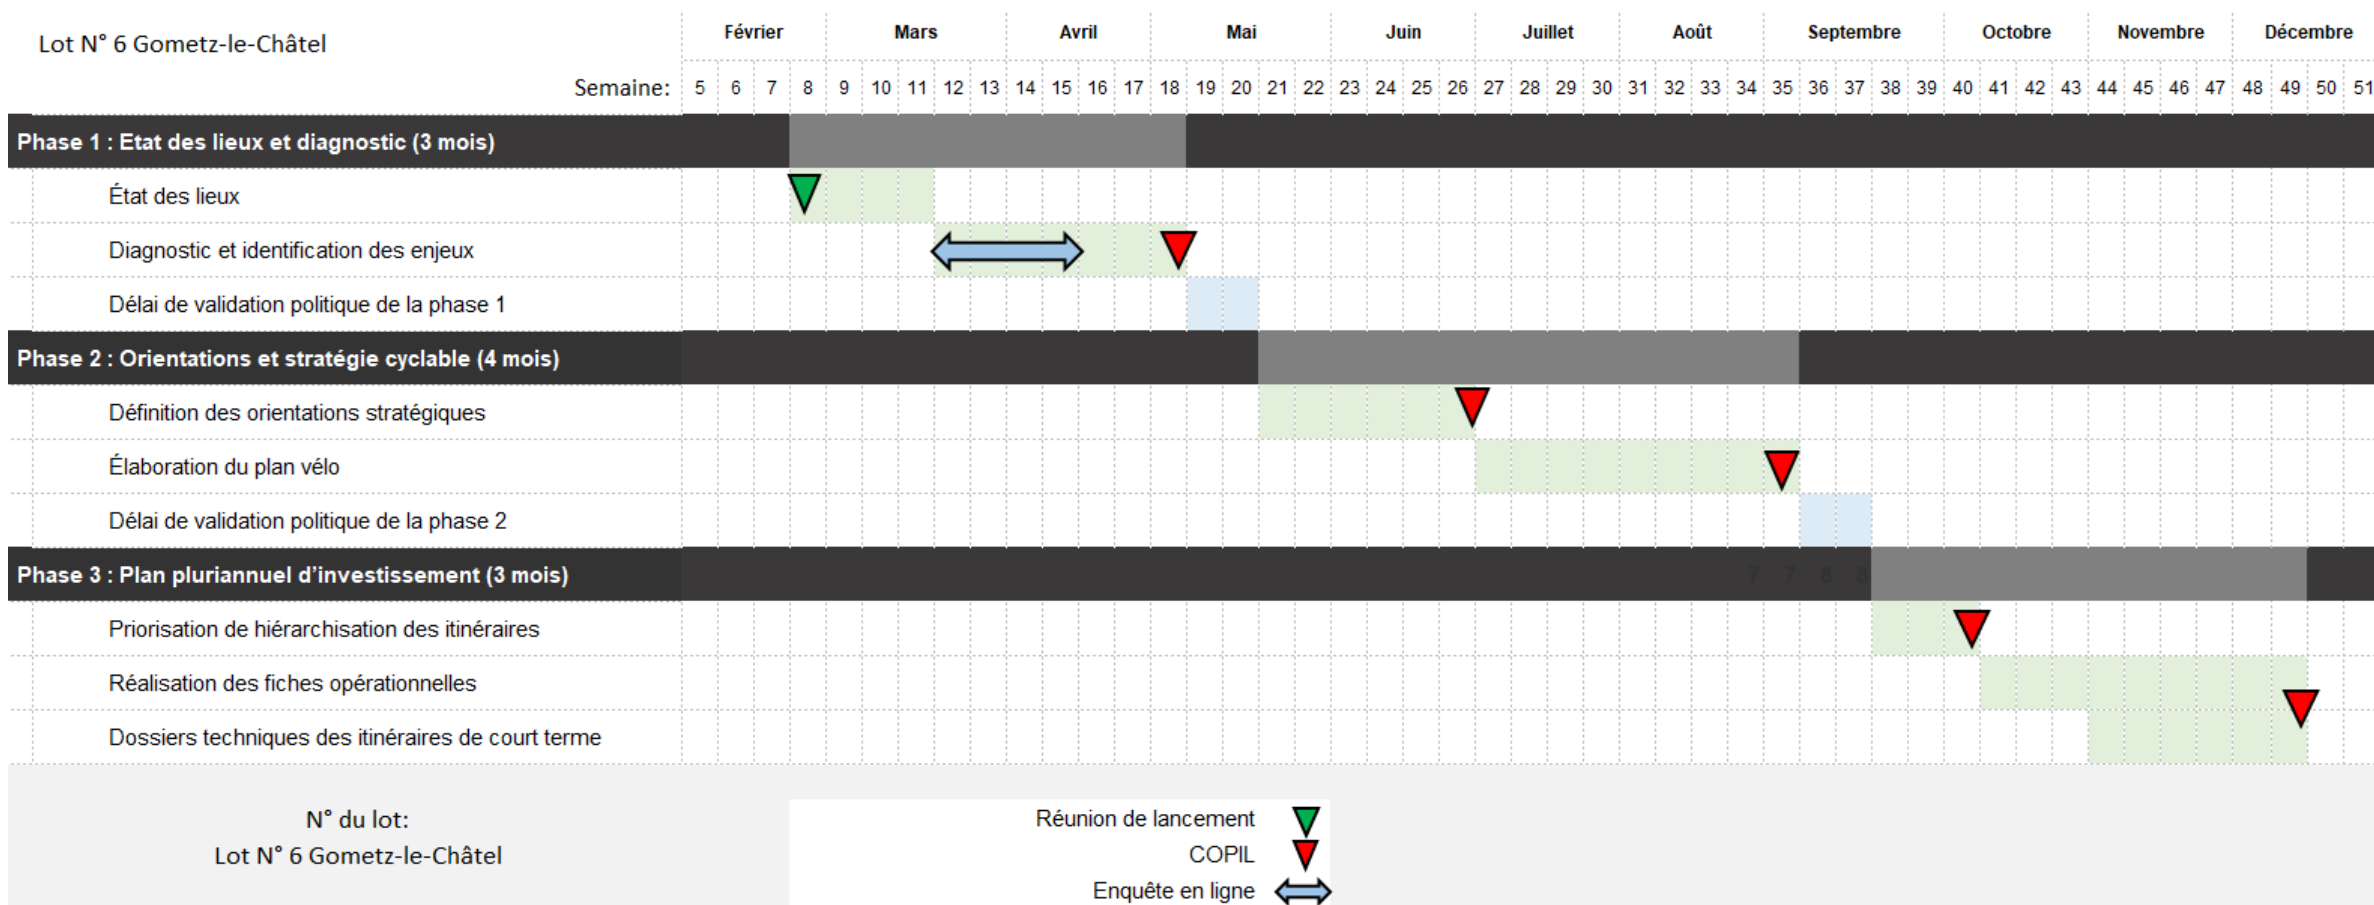 Lot N° 6 Gometz-le-Châtel
Février Mars Avril Mai Juin Juillet Août Septembre Octobre Novembre Décembre
Semaine: 5 6 7 8 9 10 11 12 13 14 15 16 17 18 19 20 21 22 23 24 25 26 27 28 29 30 31 32 33 34 35 36 37 38 39 40 41 42 43 44 45 46 47 48 49 50 51
Phase 1 : Etat des lieux et diagnostic (3 mois)
État des lieux
Diagnostic et identification des enjeux
Délai de validation politique de la phase 1
Phase 2 : Orientations et stratégie cyclable (4 mois)
Définition des orientations stratégiques
Élaboration du plan vélo
Délai de validation politique de la phase 2
Phase 3 : Plan pluriannuel d'investissement (3 mois) 7 7 8 8
Priorisation de hiérarchisation des itinéraires
Réalisation des fiches opérationnelles
Dossiers techniques des itinéraires de court terme
N° du lot:
Lot N° 6 Gometz-le-Châtel
Réunion de lancement
COPIL
Enquête en ligne